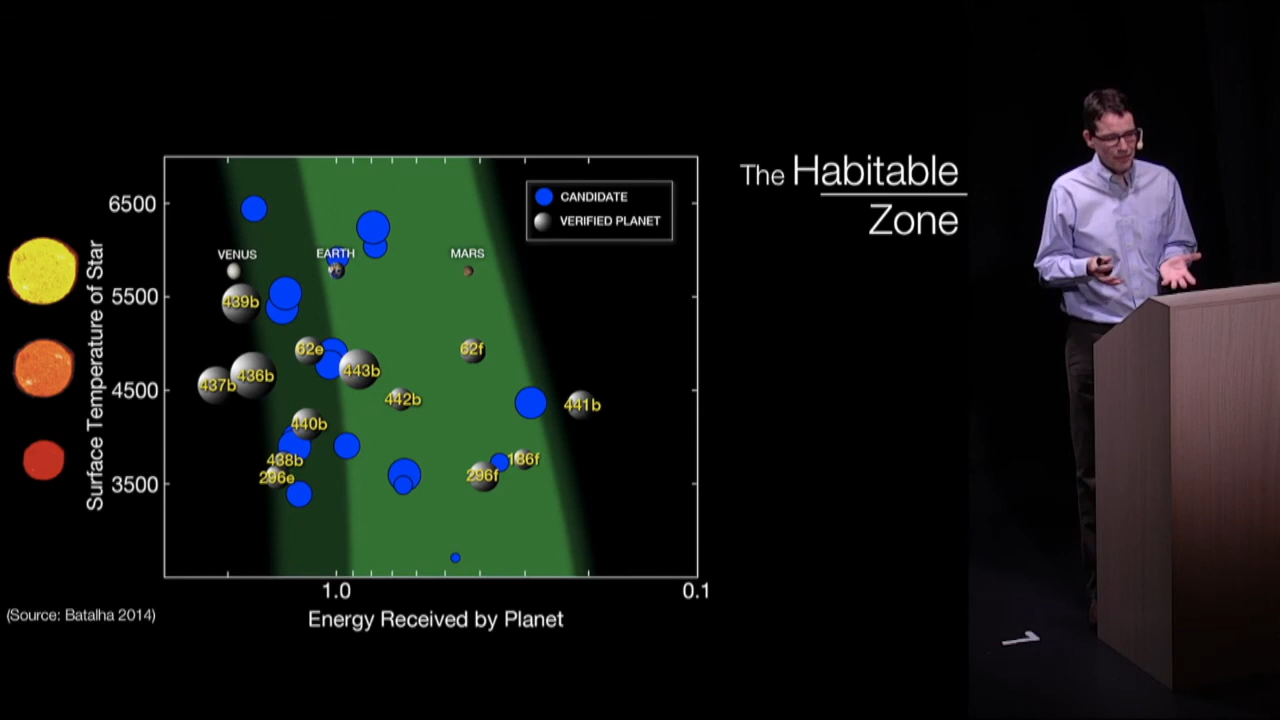 The Habitable
Zone
CANDIDATE
VERIFIED PLANET
Surface Temperature of Star
6500
5500
4500
3500
VENUS
EARTH
MARS
439b
62e
62f
443b
436b
437b
442b
441b
440b
438b
296e
296f
186f
1.0
0.1
Energy Received by Planet
(Source: Batalha 2014)